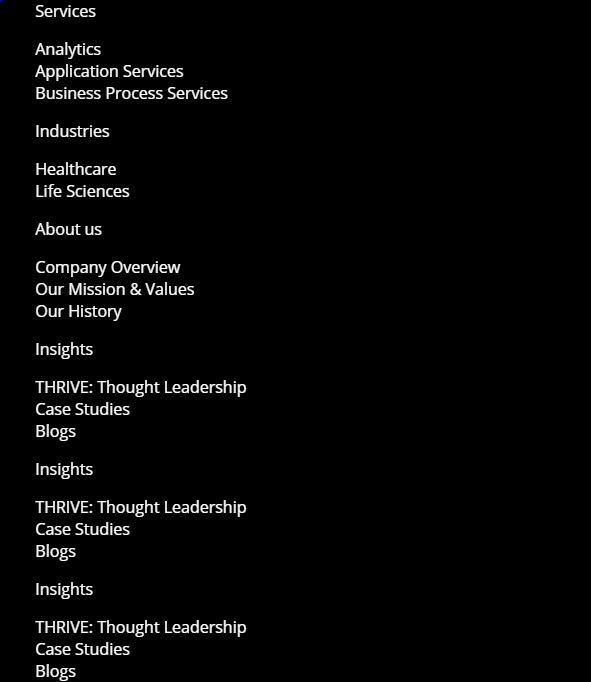 Services
Analytics
Application Services
Business Process Services
Industries
Healthcare
Life Sciences
About us
Company Overview
Our Mission & Values
Our History
Insights
THRIVE: Thought Leadership
Case Studies
Blogs
Insights
THRIVE: Thought Leadership
Case Studies
Blogs
Insights
THRIVE: Thought Leadership
Case Studies
Blogs